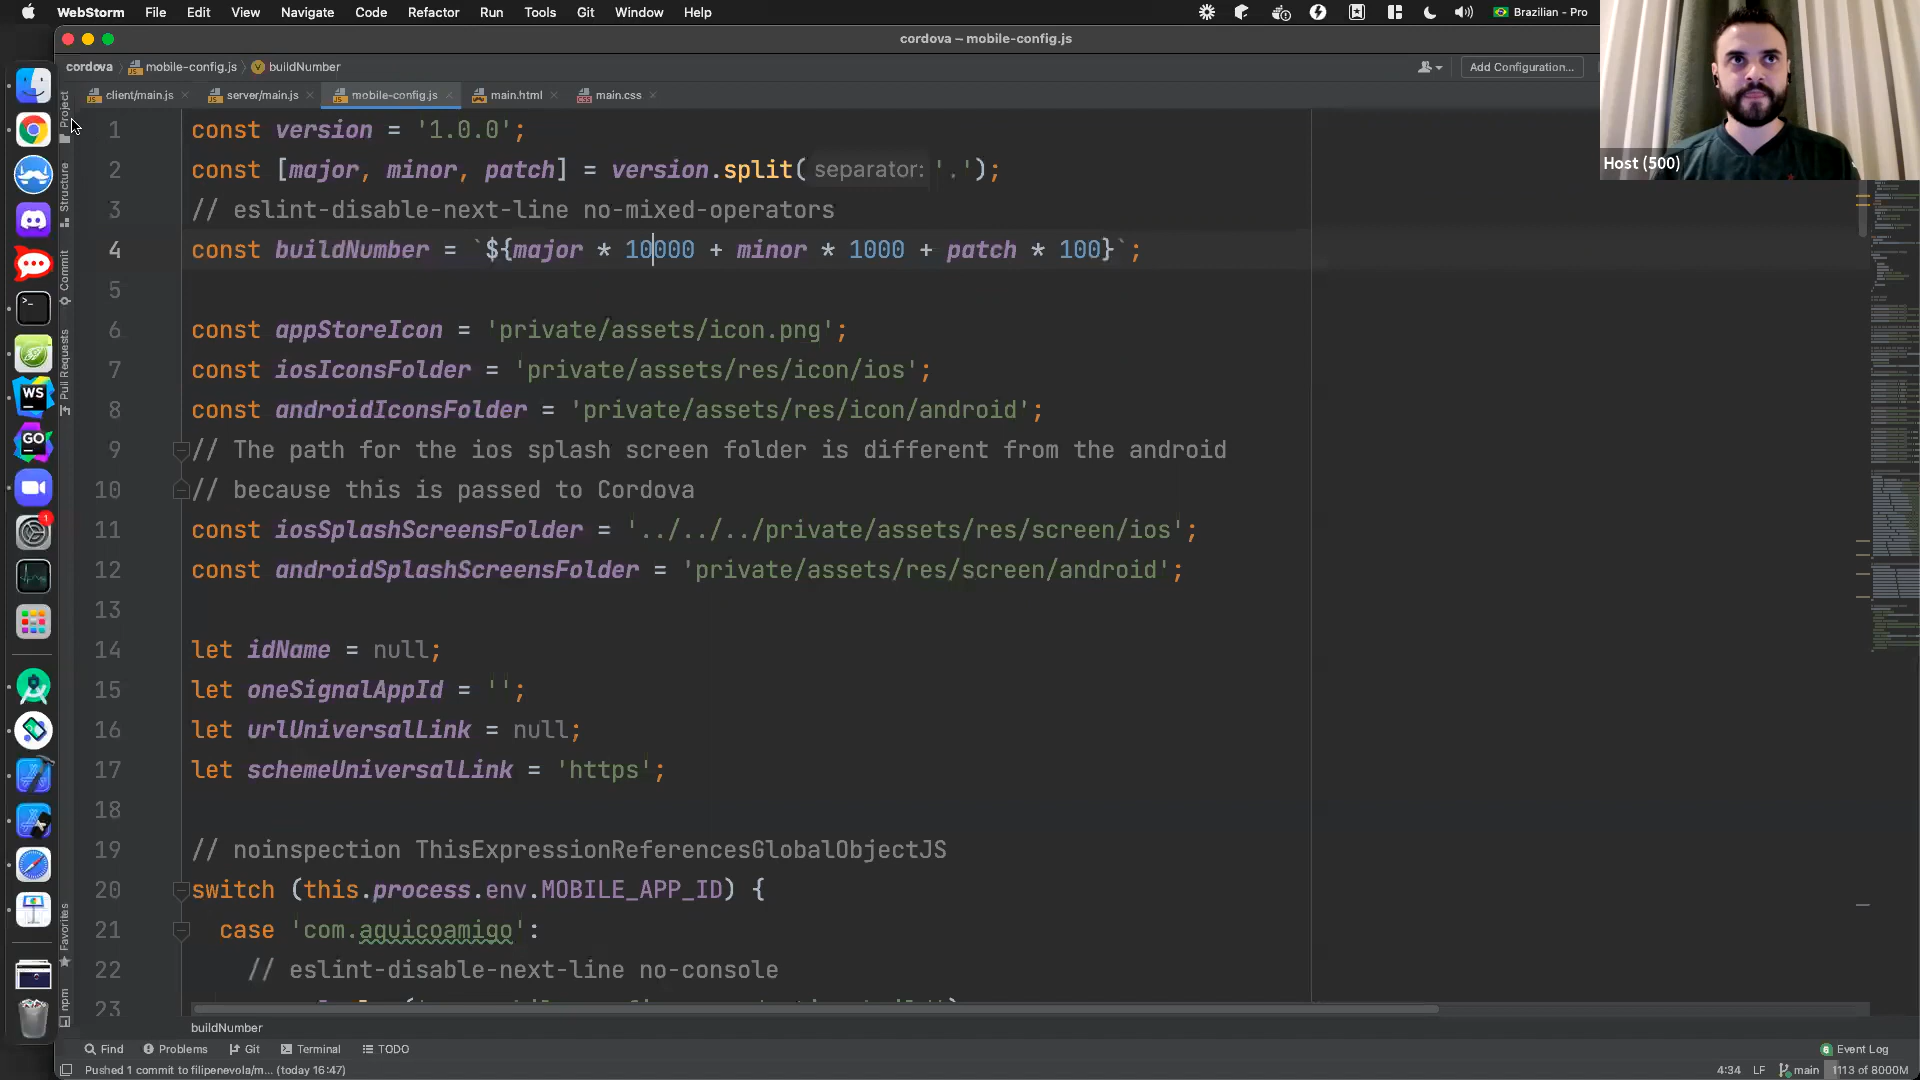 WebStorm File Edit View Navigate Code Refactor Run Tools Git Window Help Brazilian - Pro
cordova – mobile-config.js
cordova mobile-config.js buildNumber Add Configuration...
client/main.js server/main.js mobile-config.js main.html main.css
Project
Structure
Commit
Pull Requests
Favorites
npm
Host (500)
1 const version = '1.0.0';
2 const [major, minor, patch] = version.split( separator: '.');
3 // eslint-disable-next-line no-mixed-operators
4 const buildNumber = `${major * 10000 + minor * 1000 + patch * 100}`;
5
6 const appStoreIcon = 'private/assets/icon.png';
7 const iosIconsFolder = 'private/assets/res/icon/ios';
8 const androidIconsFolder = 'private/assets/res/icon/android';
9 // The path for the ios splash screen folder is different from the android
10 // because this is passed to Cordova
11 const iosSplashScreensFolder = '../../../private/assets/res/screen/ios';
12 const androidSplashScreensFolder = 'private/assets/res/screen/android';
13
14 let idName = null;
15 let oneSignalAppId = '';
16 let urlUniversalLink = null;
17 let schemeUniversalLink = 'https';
18
19 // noinspection ThisExpressionReferencesGlobalObjectJS
20 switch (this.process.env.MOBILE_APP_ID) {
21 case 'com.aquicoamigo':
22 // eslint-disable-next-line no-console
23
buildNumber
Find Problems Git Terminal TODO 6 Event Log
Pushed 1 commit to filipenevola/m... (today 16:47) 4:34 LF main 1113 of 8000M
WS
GO
1